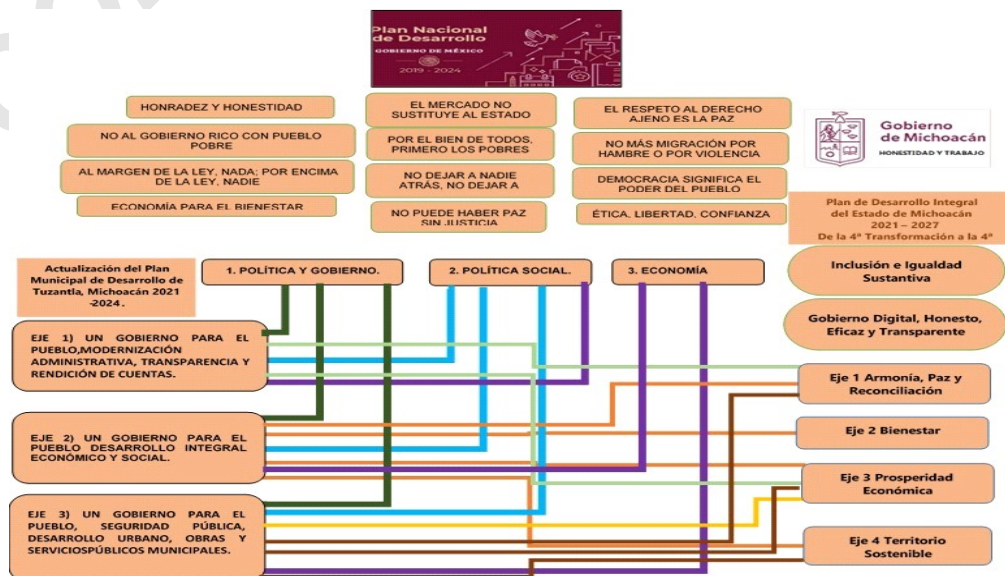 Plan Nacional
de Desarrollo
GOBIERNO DE MÉXICO
2019 - 2024
HONRADEZ Y HONESTIDAD
NO AL GOBIERNO RICO CON PUEBLO
POBRE
AL MARGEN DE LA LEY, NADA; POR ENCIMA
DE LA LEY, NADIE
ECONOMÍA PARA EL BIENESTAR
EL MERCADO NO
SUSTITUYE AL ESTADO
POR EL BIEN DE TODOS,
PRIMERO LOS POBRES
NO DEJAR A NADIE
ATRÁS, NO DEJAR A
NO PUEDE HABER PAZ
SIN JUSTICIA
EL RESPETO AL DERECHO
AJENO ES LA PAZ
NO MÁS MIGRACIÓN POR
HAMBRE O POR VIOLENCIA
DEMOCRACIA SIGNIFICA EL
PODER DEL PUEBLO
ÉTICA, LIBERTAD, CONFIANZA
Gobierno
de Michoacán
HONESTIDAD Y TRABAJO
Plan de Desarrollo Integral
del Estado de Michoacán
2021 – 2027
De la 4ª Transformación a la 4ª
Actualización del Plan
Municipal de Desarrollo de
Tuzantla, Michoacán 2021
-2024.
1. POLÍTICA Y GOBIERNO.
2. POLÍTICA SOCIAL.
3. ECONOMÍA
Inclusión e Igualdad
Sustantiva
Gobierno Digital, Honesto,
Eficaz y Transparente
EJE 1) UN GOBIERNO PARA EL
PUEBLO,MODERNIZACIÓN
ADMINISTRATIVA, TRANSPARENCIA Y
RENDICIÓN DE CUENTAS.
EJE 2) UN GOBIERNO PARA EL
PUEBLO DESARROLLO INTEGRAL
ECONÓMICO Y SOCIAL.
EJE 3) UN GOBIERNO PARA EL
PUEBLO, SEGURIDAD PÚBLICA,
DESARROLLO URBANO, OBRAS Y
SERVICIOSPÚBLICOS MUNICIPALES.
Eje 1 Armonía, Paz y
Reconciliación
Eje 2 Bienestar
Eje 3 Prosperidad
Económica
Eje 4 Territorio
Sostenible